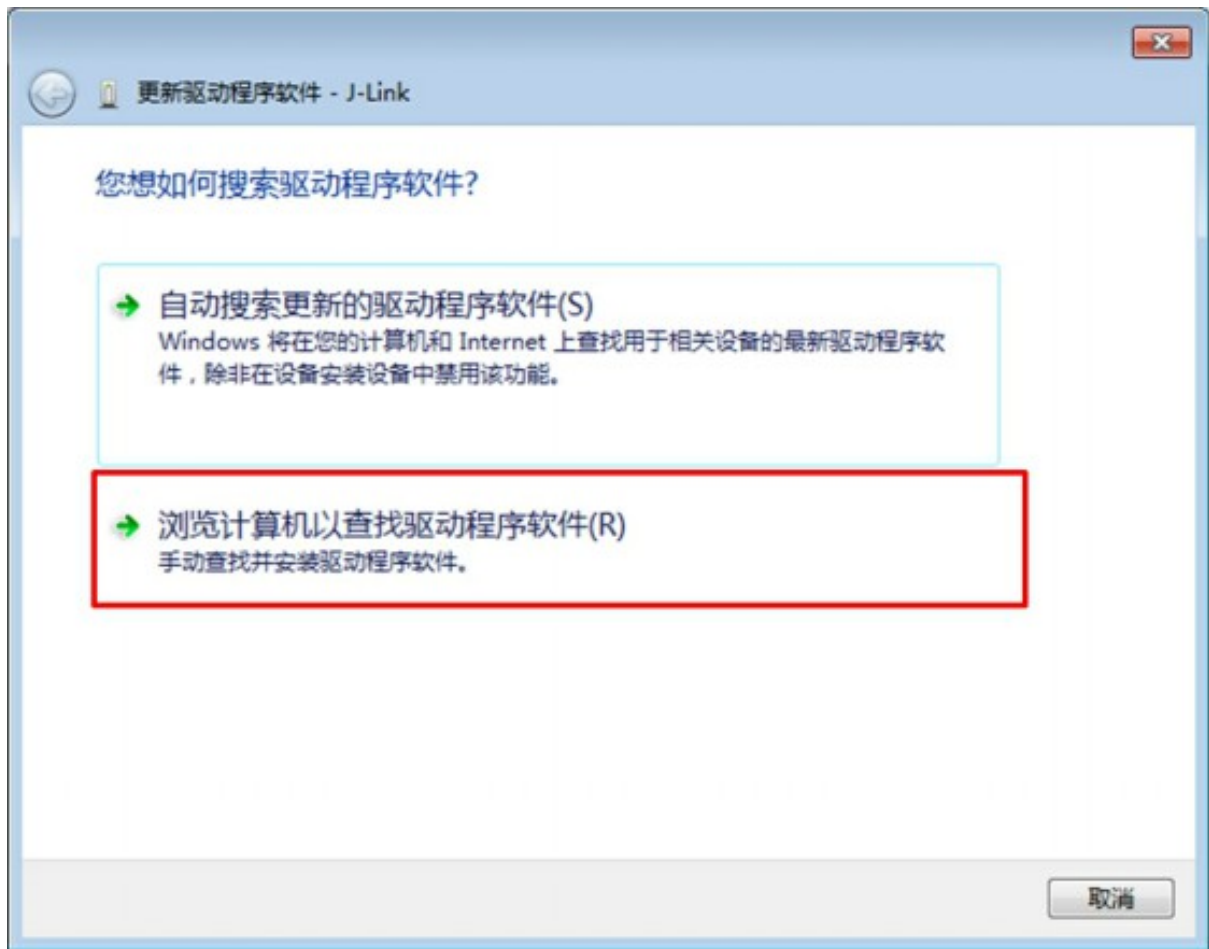 更新驱动程序软件 - J-Link
您想如何搜索驱动程序软件?
自动搜索更新的驱动程序软件(S)
Windows 将在您的计算机和 Internet 上查找用于相关设备的最新驱动程序软
件，除非在设备安装设备中禁用该功能。
浏览计算机以查找驱动程序软件(R)
手动查找并安装驱动程序软件。
取消